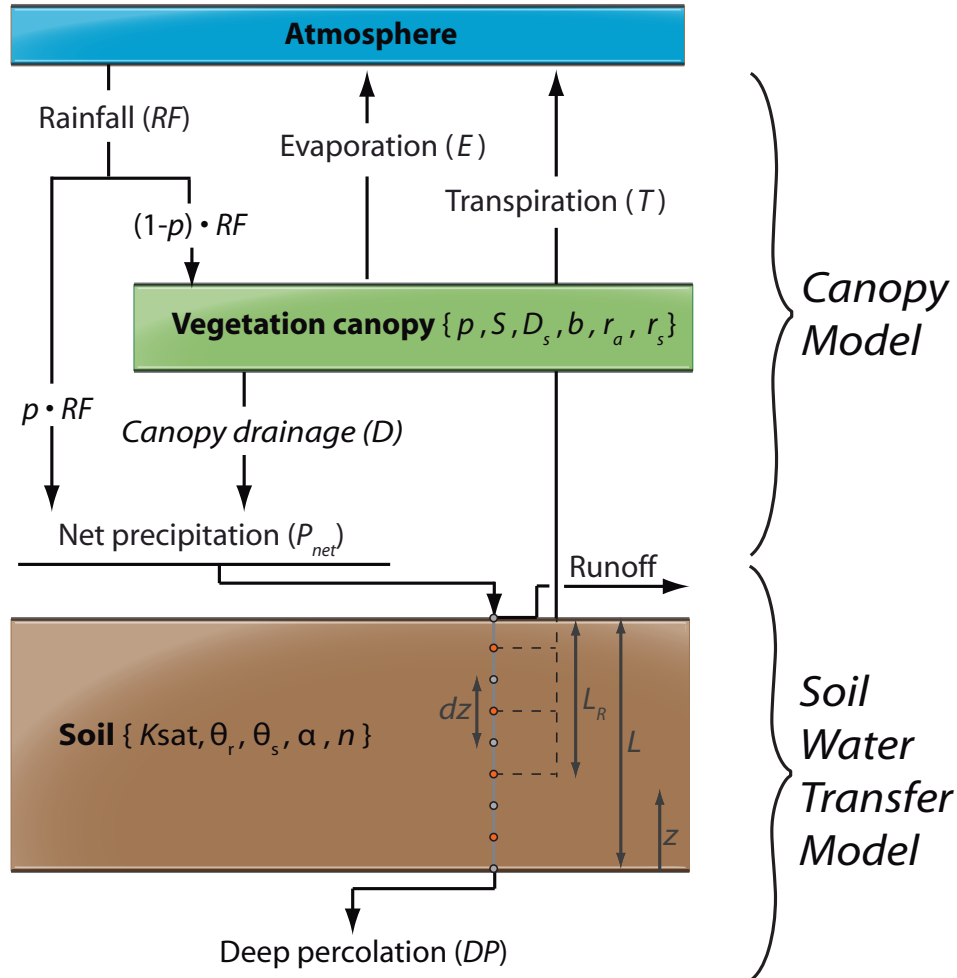 Atmosphere
Rainfall (RF)
Evaporation (E)
Transpiration (T)
(1-p) • RF
Canopy
Model
Vegetation canopy { p , S, D_s , b, r_a , r_s }
p • RF
Canopy drainage (D)
Net precipitation (P_net)
Runoff
Soil
Water
Transfer
Model
Soil { Ksat, θ_r , θ_s , α , n }
dz
L_R
L
z
Deep percolation (DP)